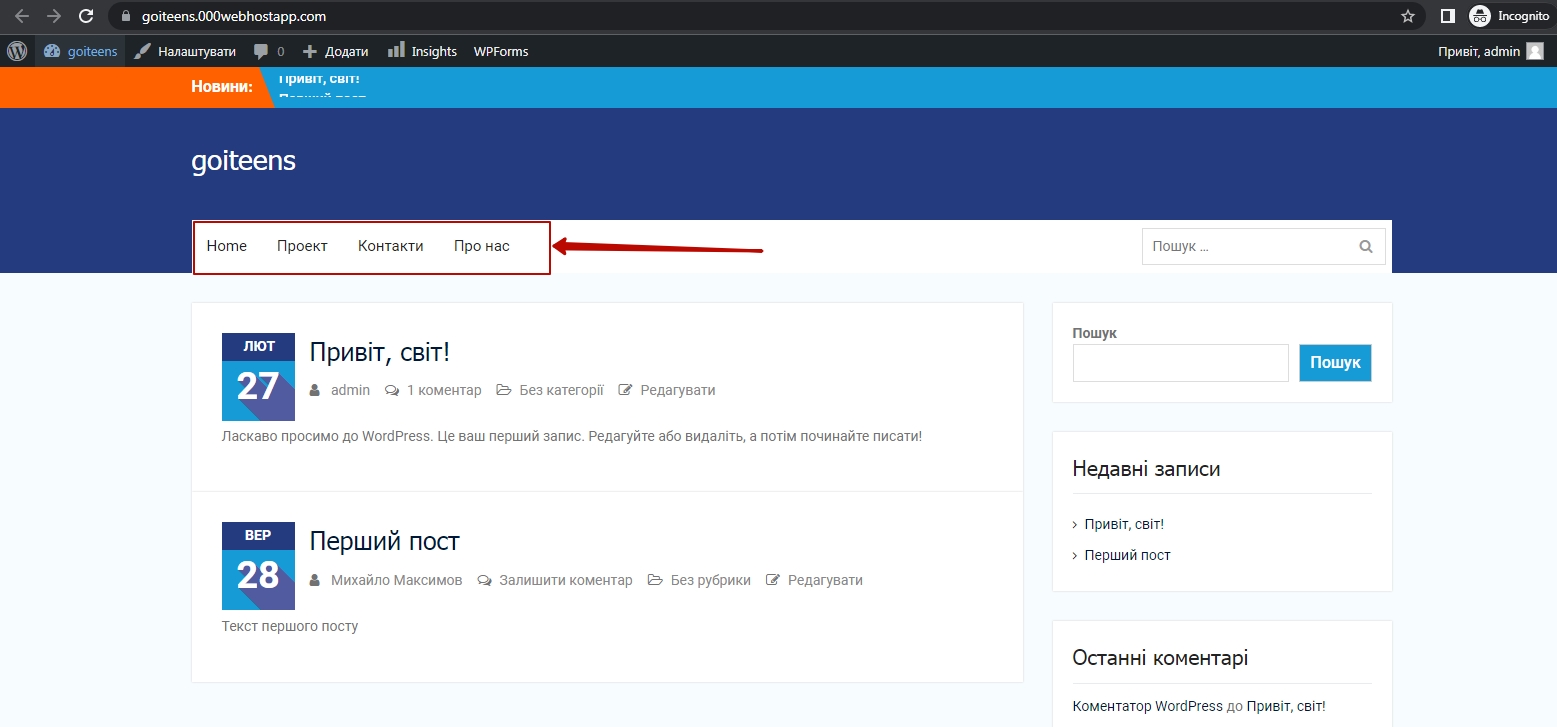 goiteens.000webhostapp.com Incognito
goiteens Налаштувати 0 Додати Insights WPForms Привіт, admin
Новини: Привіт, світ!
Перший пост
goiteens
Home Проект Контакти Про нас Пошук ...
ЛЮТ
27
Привіт, світ!
admin 1 коментар Без категорії Редагувати
Ласкаво просимо до WordPress. Це ваш перший запис. Редагуйте або видаліть, а потім починайте писати!
ВЕР
28
Перший пост
Михайло Максимов Залишити коментар Без рубрики Редагувати
Текст першого посту
Пошук
Пошук
Недавні записи
Привіт, світ!
Перший пост
Останні коментарі
Коментатор WordPress до Привіт, світ!